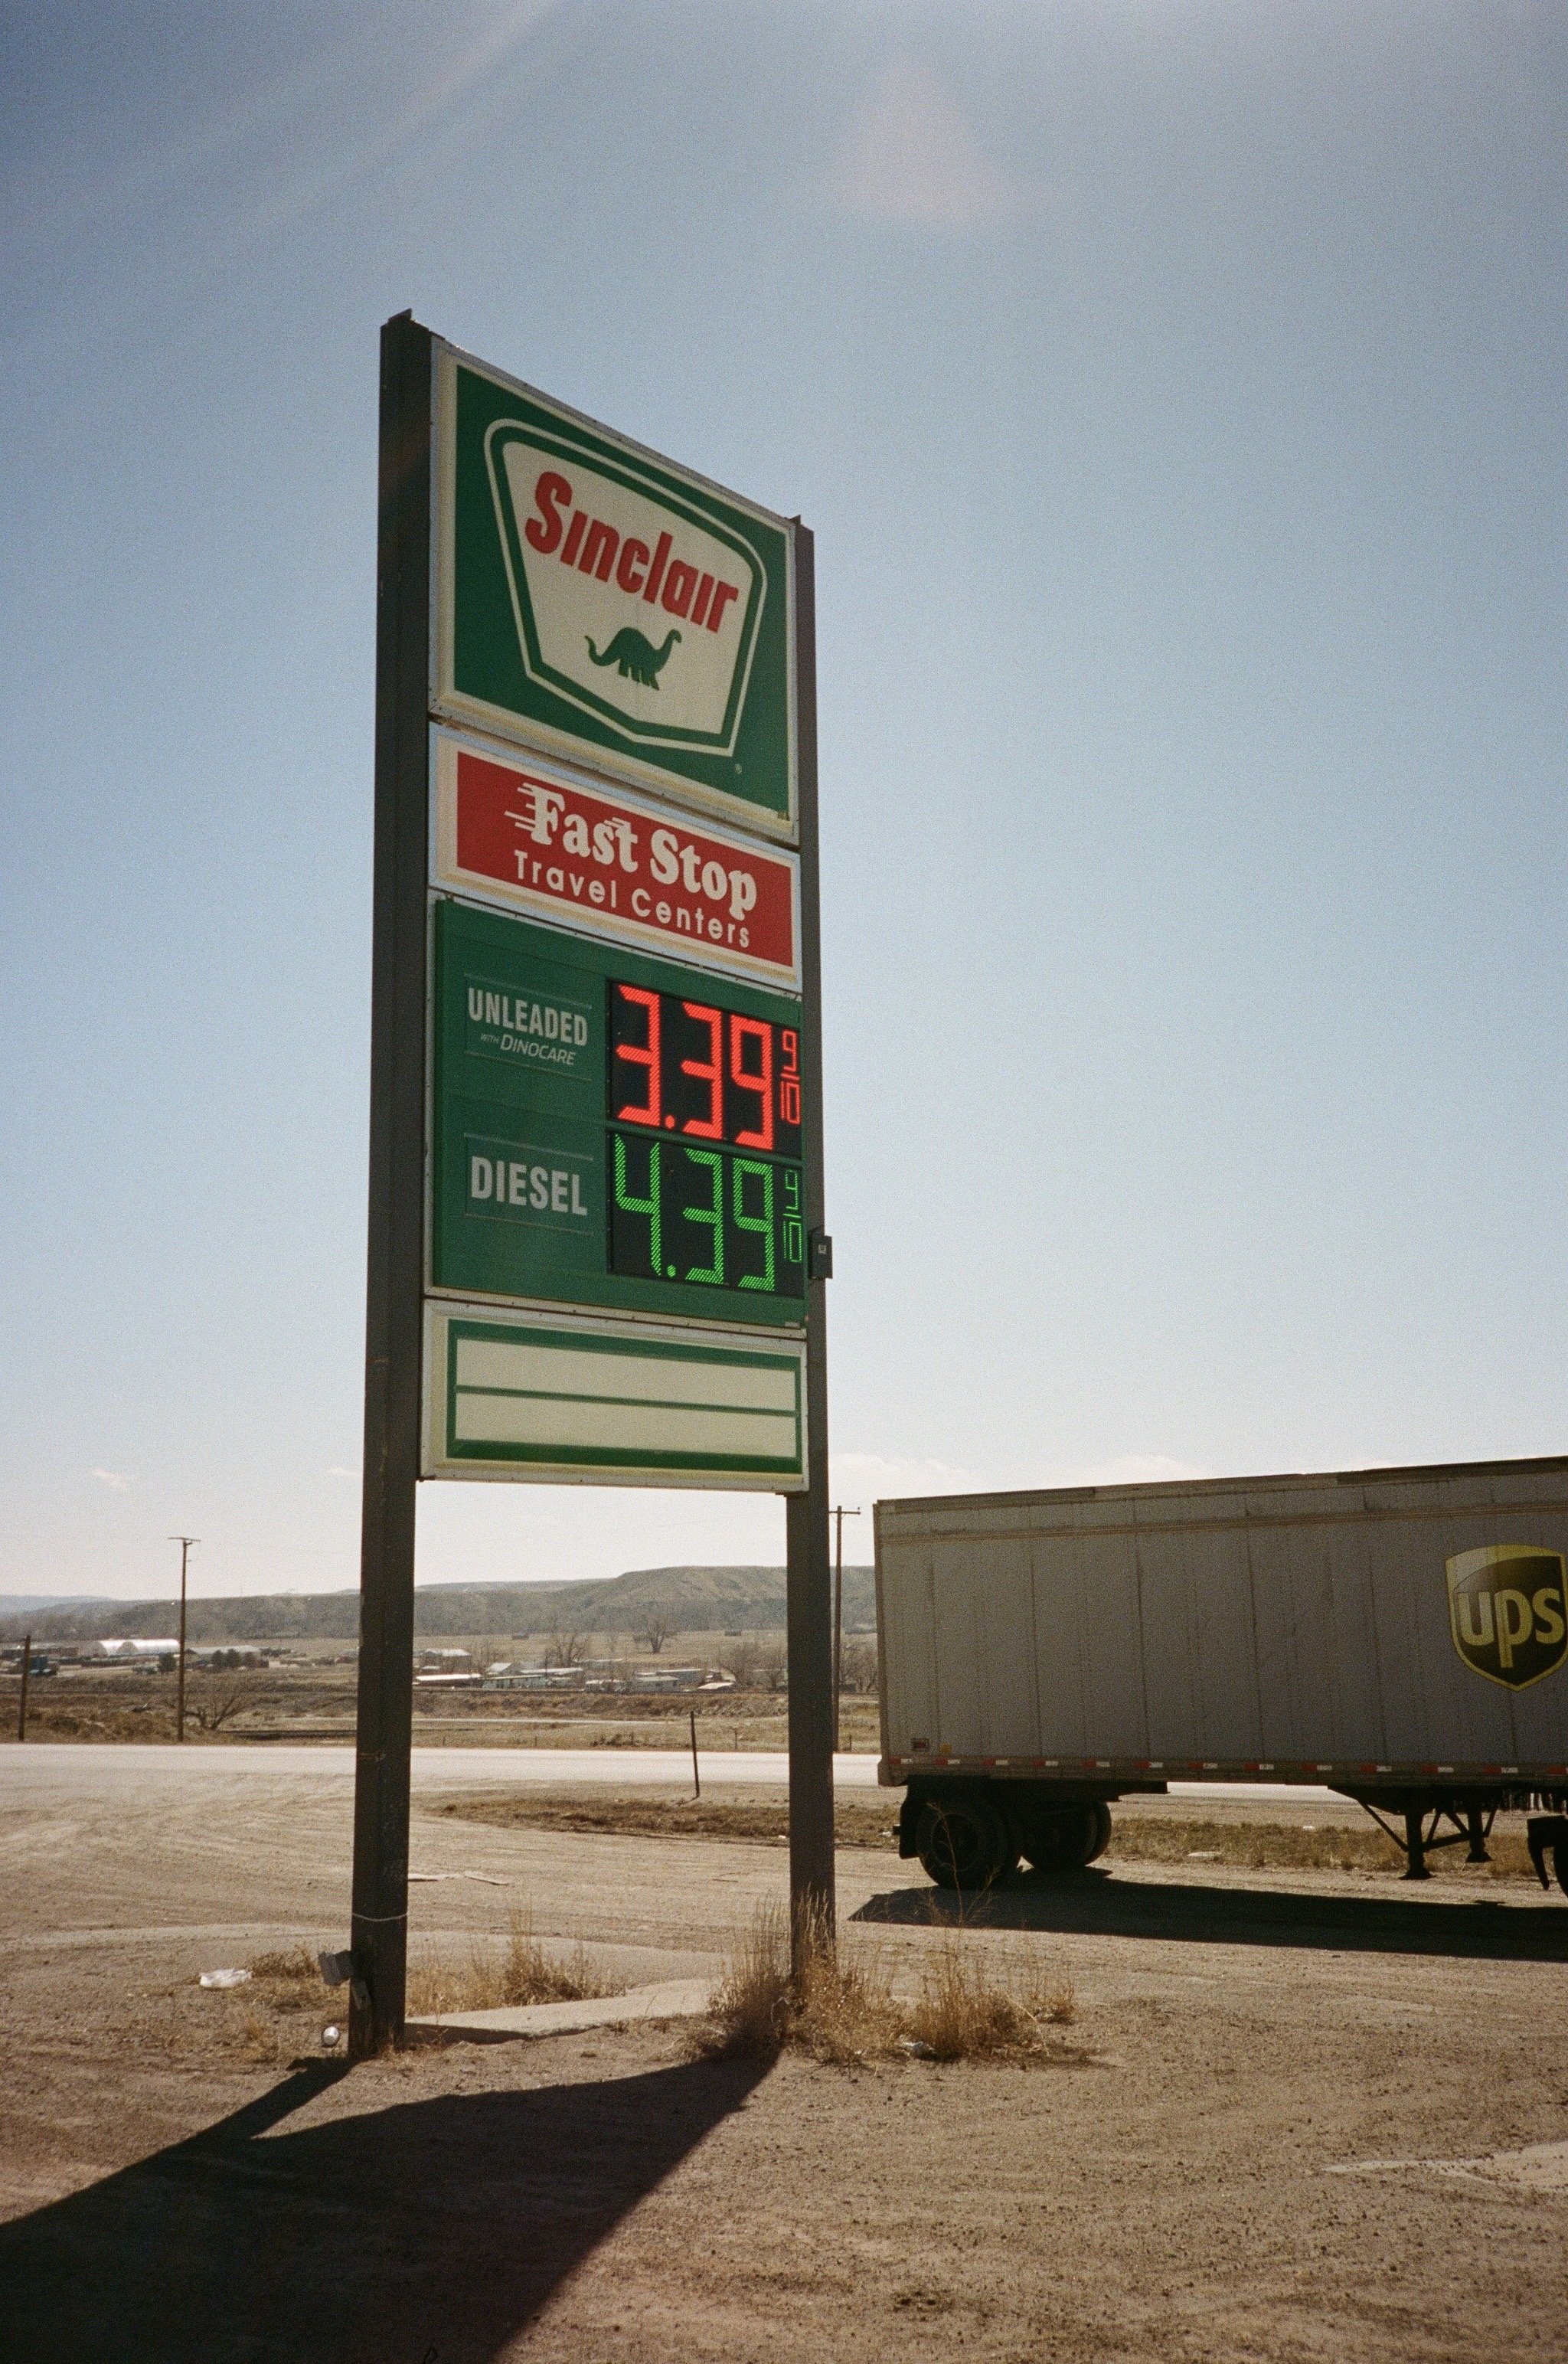 Sinclair
®
Fast Stop
Travel Centers
UNLEADED
WITH DINOCARE
3.39 9/10
DIESEL
4.39 9/10
ups